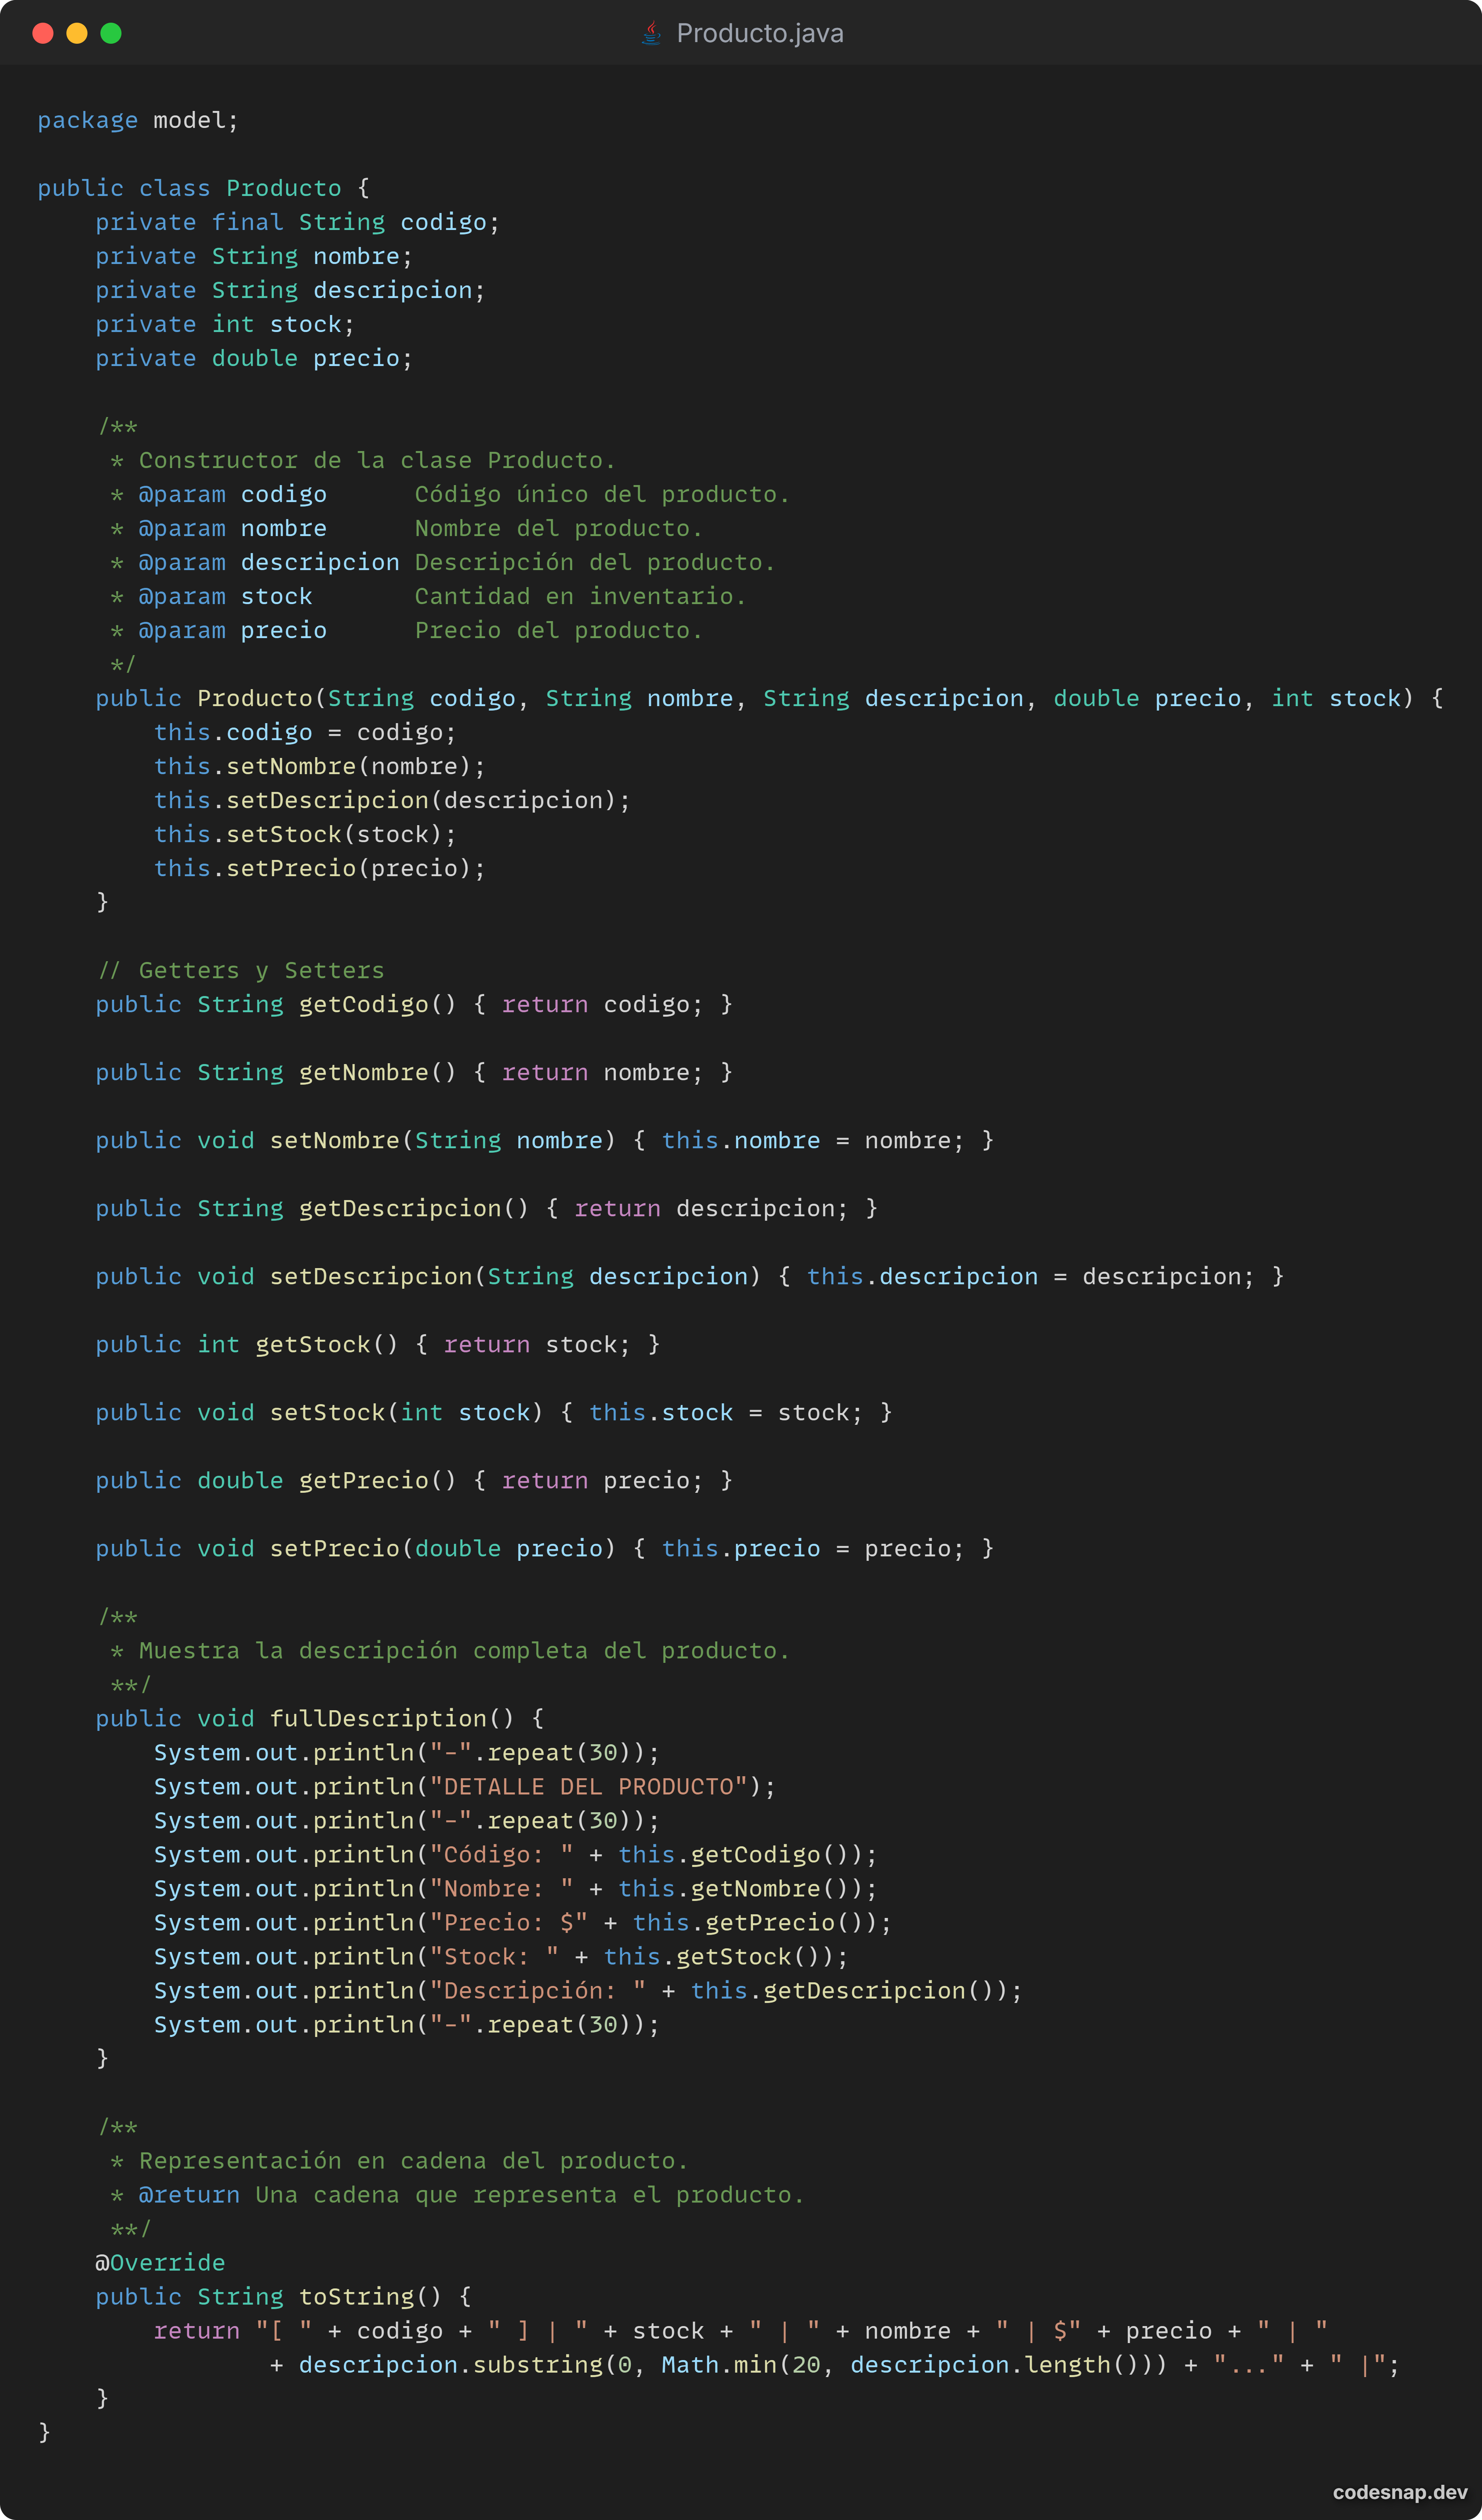 Producto.java
package model;
public class Producto {
    private final String codigo;
    private String nombre;
    private String descripcion;
    private int stock;
    private double precio;
    /**
     * Constructor de la clase Producto.
     * @param codigo      Código único del producto.
     * @param nombre      Nombre del producto.
     * @param descripcion Descripción del producto.
     * @param stock       Cantidad en inventario.
     * @param precio      Precio del producto.
     */
    public Producto(String codigo, String nombre, String descripcion, double precio, int stock) {
        this.codigo = codigo;
        this.setNombre(nombre);
        this.setDescripcion(descripcion);
        this.setStock(stock);
        this.setPrecio(precio);
    }
    // Getters y Setters
    public String getCodigo() { return codigo; }
    public String getNombre() { return nombre; }
    public void setNombre(String nombre) { this.nombre = nombre; }
    public String getDescripcion() { return descripcion; }
    public void setDescripcion(String descripcion) { this.descripcion = descripcion; }
    public int getStock() { return stock; }
    public void setStock(int stock) { this.stock = stock; }
    public double getPrecio() { return precio; }
    public void setPrecio(double precio) { this.precio = precio; }
    /**
     * Muestra la descripción completa del producto.
     **/
    public void fullDescription() {
        System.out.println("-".repeat(30));
        System.out.println("DETALLE DEL PRODUCTO");
        System.out.println("-".repeat(30));
        System.out.println("Código: " + this.getCodigo());
        System.out.println("Nombre: " + this.getNombre());
        System.out.println("Precio: $" + this.getPrecio());
        System.out.println("Stock: " + this.getStock());
        System.out.println("Descripción: " + this.getDescripcion());
        System.out.println("-".repeat(30));
    }
    /**
     * Representación en cadena del producto.
     * @return Una cadena que representa el producto.
     **/
    @Override
    public String toString() {
        return "[ " + codigo + " ] | " + stock + " | " + nombre + " | $" + precio + " | "
                + descripcion.substring(0, Math.min(20, descripcion.length())) + "..." + " |";
    }
}
codesnap.dev